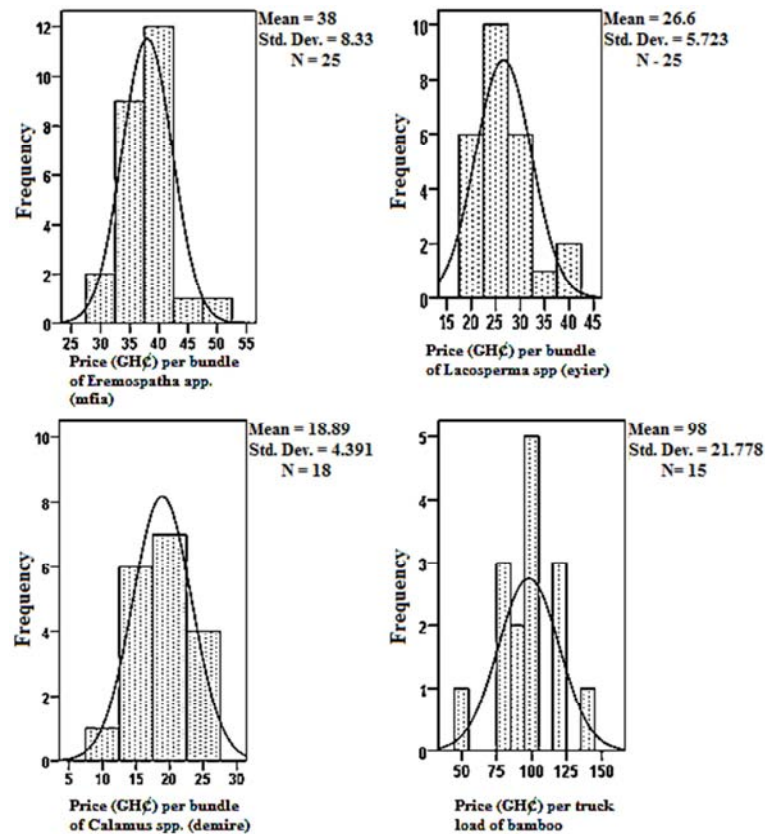 Mean = 38
Std. Dev. = 8.33
N = 25
12
10
8
6
4
2
0
Frequency
25 30 35 40 45 50 55
Price (GH₵) per bundle
of Eremospatha app.
(mfia)
Mean = 26.6
Std. Dev. = 5.723
N - 25
10
8
6
4
2
0
Frequency
15 20 25 30 35 40 45
Price (GH₵) per bundle
of Lacosperma spp (eyier)
Mean = 18.89
Std. Dev. = 4.391
N = 18
10
8
6
4
2
0
Frequency
5 10 15 20 25 30
Price (GH₵) per bundle
of Calamus spp. (demire)
Mean = 98
Std. Dev. = 21.778
N= 15
5
4
3
2
1
0
Frequency
50 75 100 125 150
Price (GH₵) per truck
load of bamboo